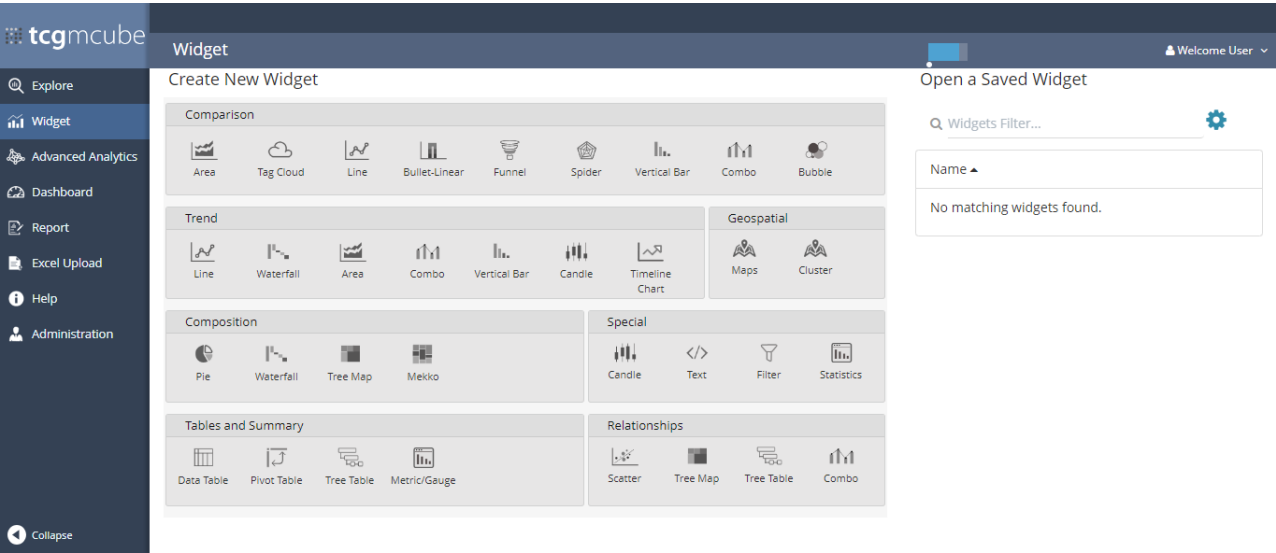 tcgmcube
Widget
Welcome User
Explore
Widget
Advanced Analytics
Dashboard
Report
Excel Upload
Help
Administration
Collapse
Create New Widget
Comparison
Area Tag Cloud Line Bullet-Linear Funnel Spider Vertical Bar Combo Bubble
Trend
Line Waterfall Area Combo Vertical Bar Candle Timeline
Chart
Geospatial
Maps Cluster
Composition
Pie Waterfall Tree Map Mekko
Special
Candle Text Filter Statistics
Tables and Summary
Data Table Pivot Table Tree Table Metric/Gauge
Relationships
Scatter Tree Map Tree Table Combo
Open a Saved Widget
Widgets Filter...
Name
No matching widgets found.